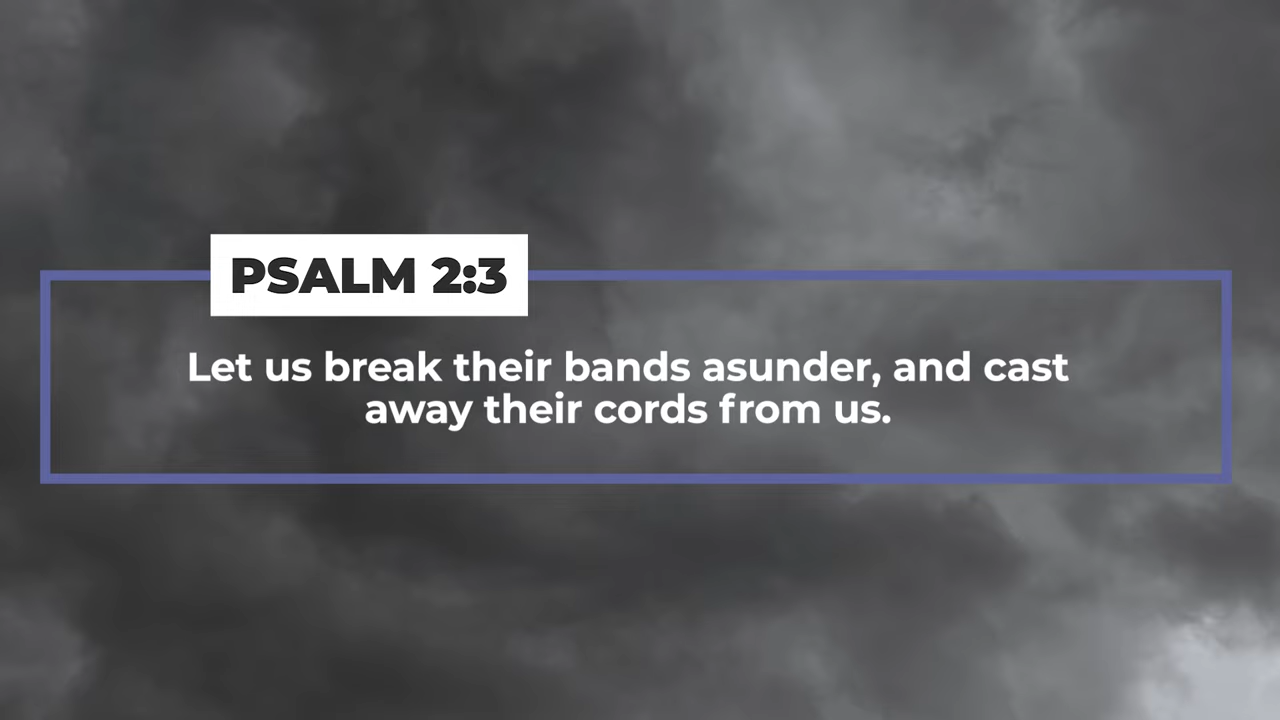 PSALM 2:3
Let us break their bands asunder, and cast
away their cords from us.